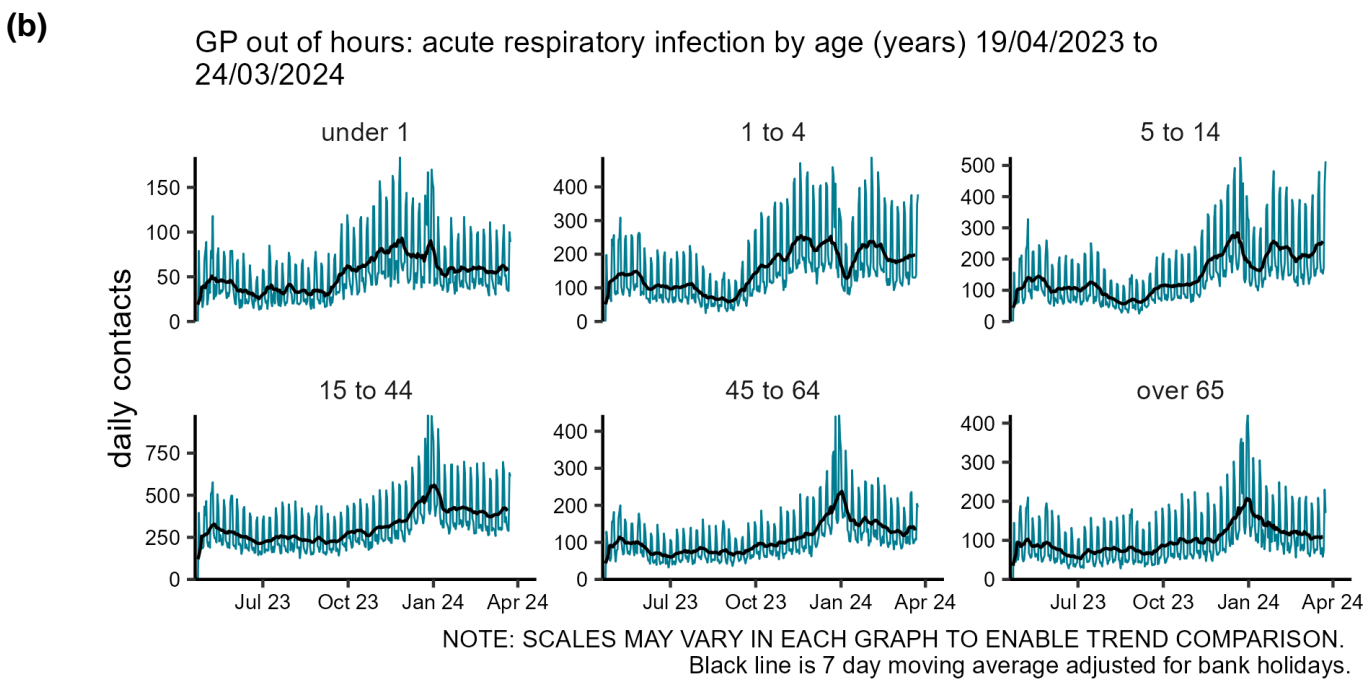 (b)
GP out of hours: acute respiratory infection by age (years) 19/04/2023 to
24/03/2024
daily contacts
under 1
150
100
50
0
1 to 4
400
300
200
100
0
5 to 14
500
400
300
200
100
0
15 to 44
750
500
250
0
Jul 23 Oct 23 Jan 24 Apr 24
45 to 64
400
300
200
100
0
Jul 23 Oct 23 Jan 24 Apr 24
over 65
400
300
200
100
0
Jul 23 Oct 23 Jan 24 Apr 24
NOTE: SCALES MAY VARY IN EACH GRAPH TO ENABLE TREND COMPARISON.
Black line is 7 day moving average adjusted for bank holidays.